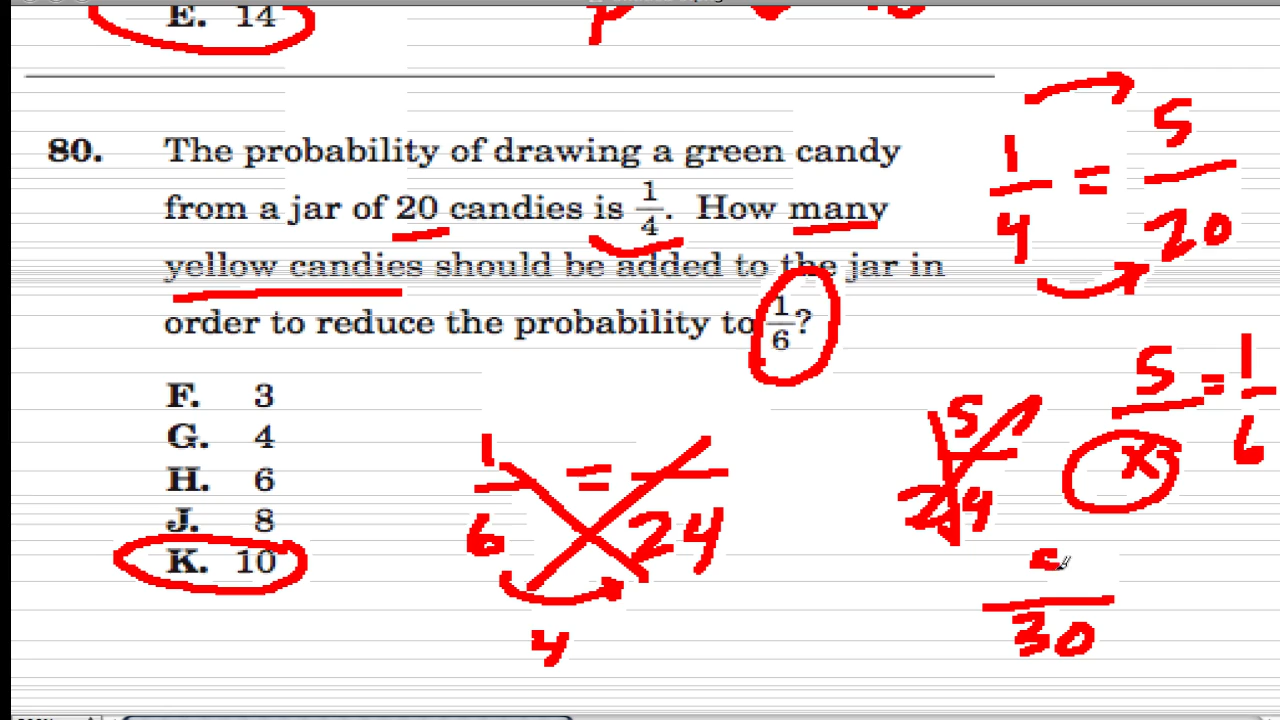 E. 14
80. The probability of drawing a green candy
from a jar of 20 candies is 1/4. How many
yellow candies should be added to the jar in
order to reduce the probability to 1/6?
F. 3
G. 4
H. 6
J. 8
K. 10
1/4 = 5/20
5/x = 1/6
5/24
1/6 = /24
4
/30